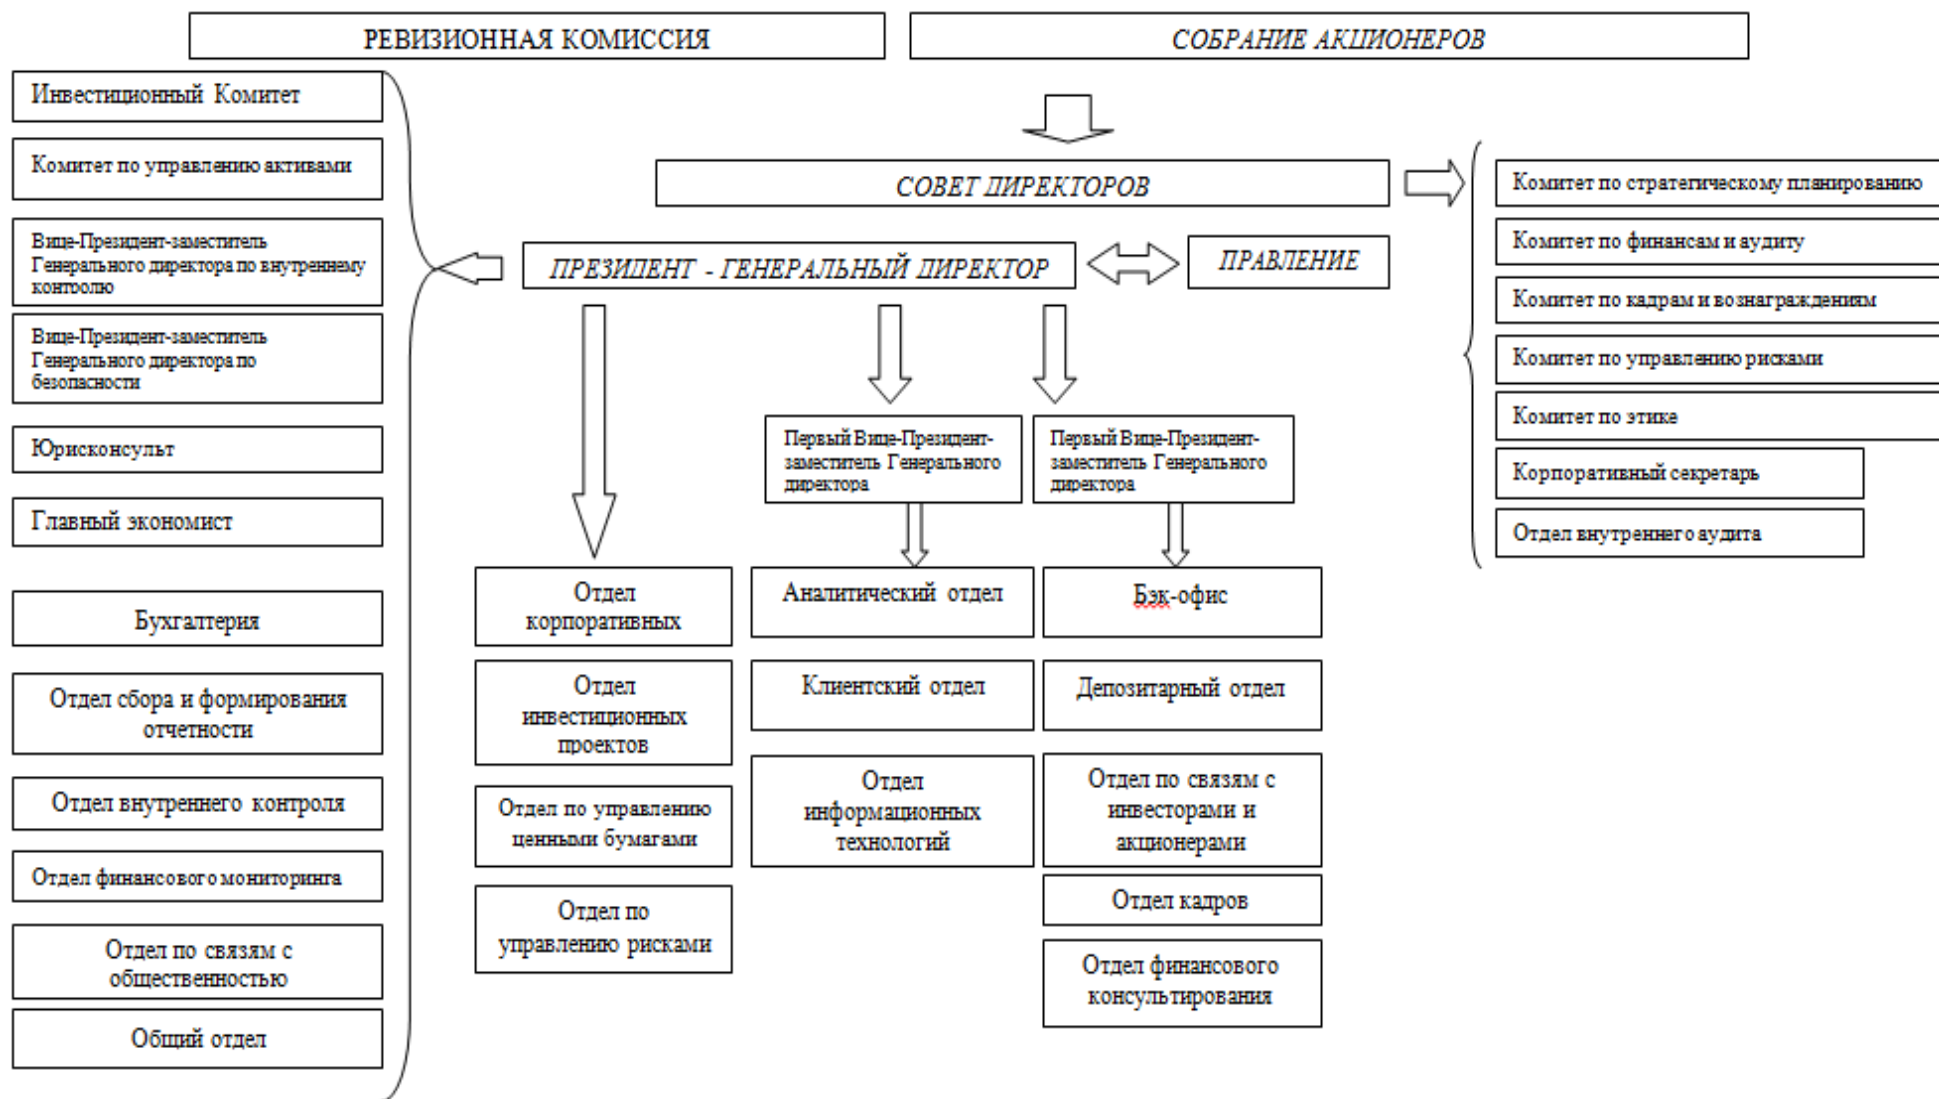 РЕВИЗИОННАЯ КОМИССИЯ
СОБРАНИЕ АКЦИОНЕРОВ
Инвестиционный Комитет
Комитет по управлению активами
Вице-Президент-заместитель
Генерального директора по внутреннему
контролю
Вице-Президент-заместитель
Генерального директора по
безопасности
Юрисконсульт
Главный экономист
Бухгалтерия
Отдел сбора и формирования
отчетности
Отдел внутреннего контроля
Отдел финансового мониторинга
Отдел по связям с
общественностью
Общий отдел
СОВЕТ ДИРЕКТОРОВ
ПРЕЗИДЕНТ - ГЕНЕРАЛЬНЫЙ ДИРЕКТОР
ПРАВЛЕНИЕ
Первый Вице-Президент-
заместитель Генерального
директора
Первый Вице-Президент-
заместитель Генерального
директора
Отдел
корпоративных
Отдел
инвестиционных
проектов
Отдел по управлению
ценными бумагами
Отдел по
управлению рисками
Аналитический отдел
Клиентский отдел
Отдел
информационных
технологий
Бэк-офис
Депозитарный отдел
Отдел по связям с
инвесторами и
акционерами
Отдел кадров
Отдел финансового
консультирования
Комитет по стратегическому планированию
Комитет по финансам и аудиту
Комитет по кадрам и вознаграждениям
Комитет по управлению рисками
Комитет по этике
Корпоративный секретарь
Отдел внутреннего аудита